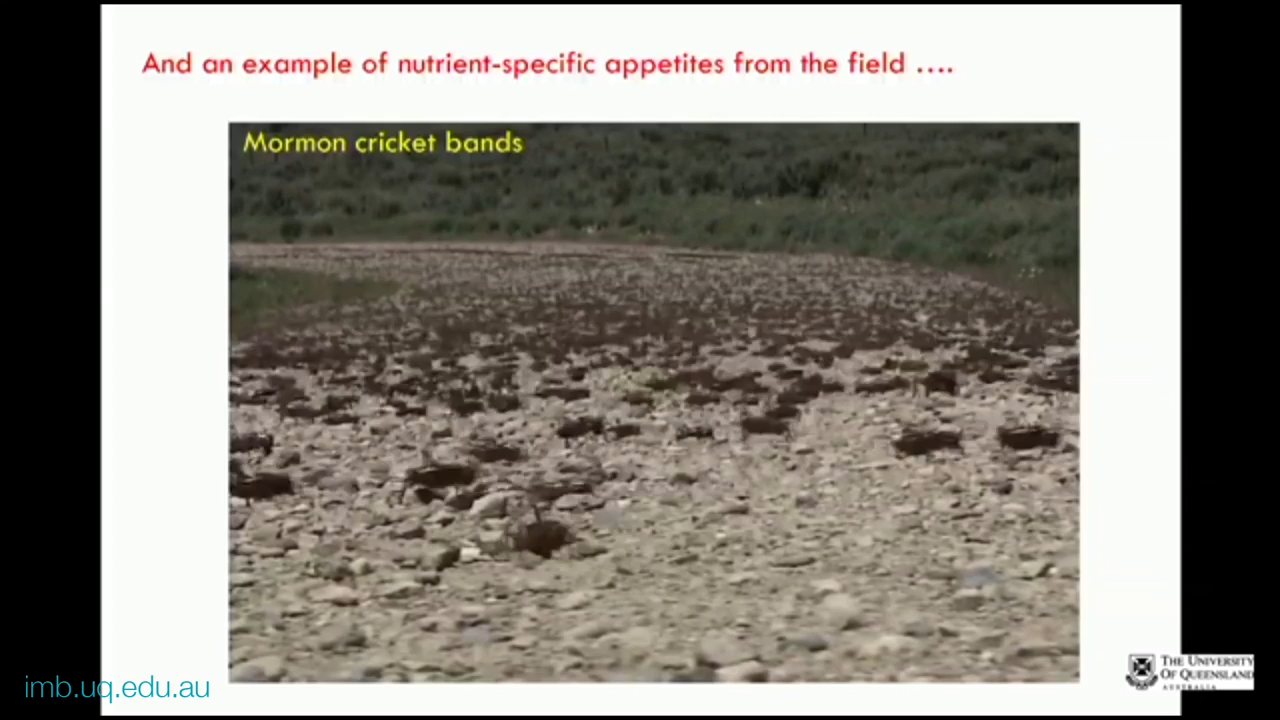 And an example of nutrient-specific appetites from the field ....
Mormon cricket bands
imb.uq.edu.au
THE UNIVERSITY
OF QUEENSLAND
AUSTRALIA